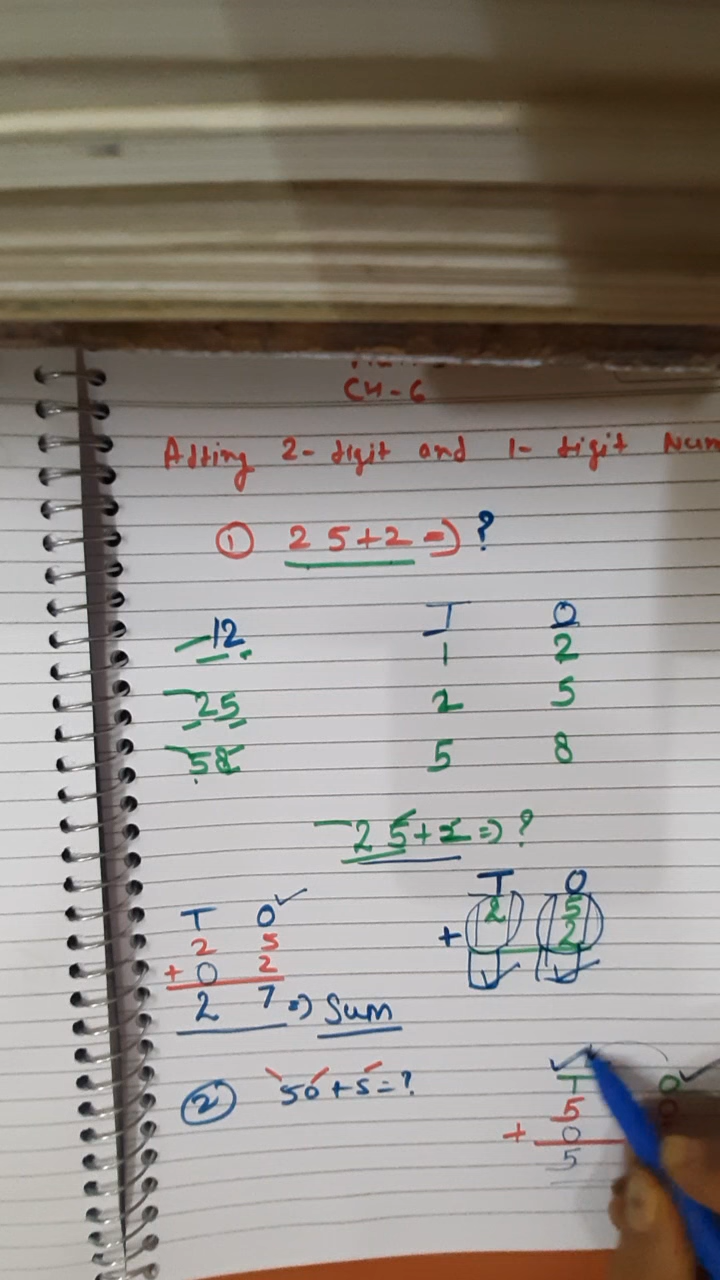 CH-6
Adding 2-digit and 1-digit Num
① 25+2 => ?
T O
12 1 2
25 2 5
58 5 8
25+2 => ?
T O
2 5
+ 2
T O
2 5
+ 0 2
2 7 => Sum
② 50+5=?
T O
5 0
+ 0
5